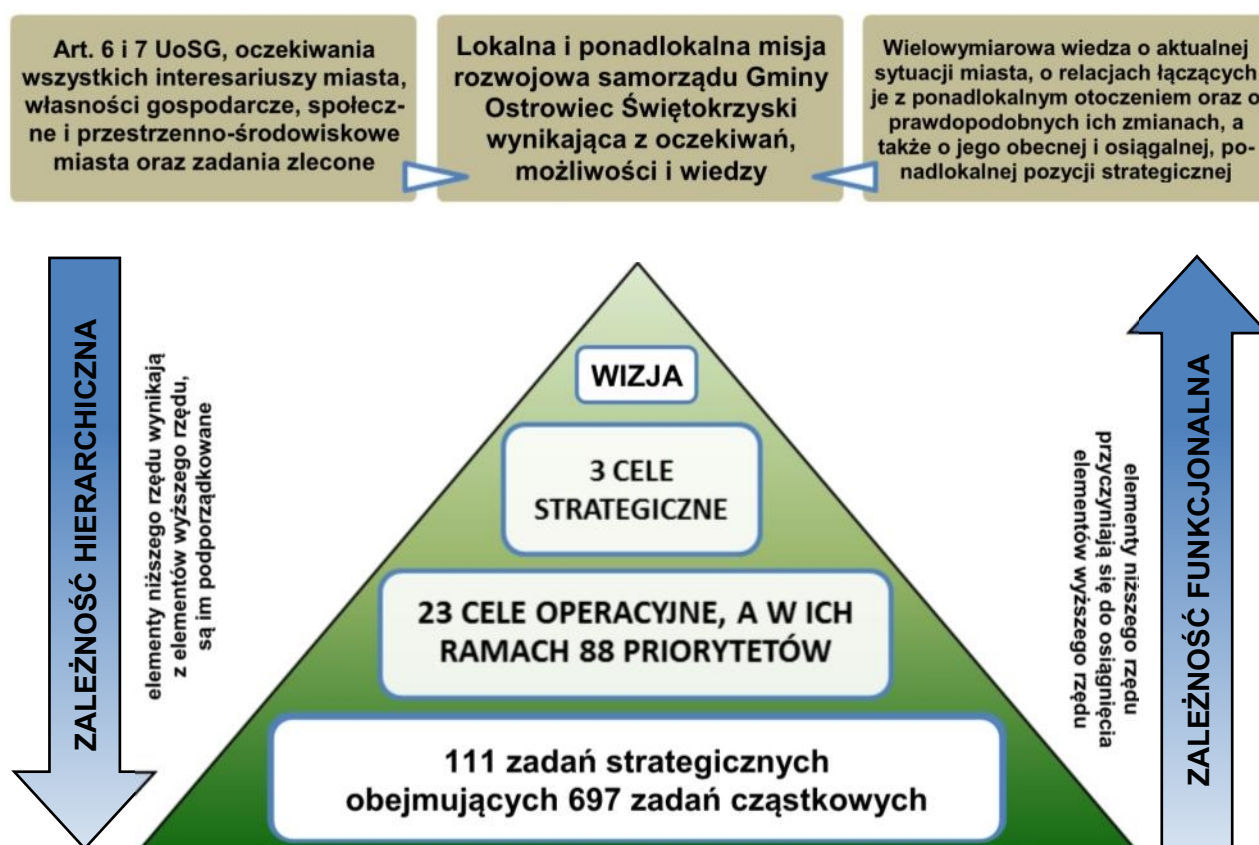 Art. 6 i 7 UoSG, oczekiwania
wszystkich interesariuszy miasta,
własności gospodarcze, społecz-
ne i przestrzenno-środowiskowe
miasta oraz zadania zlecone
Lokalna i ponadlokalna misja
rozwojowa samorządu Gminy
Ostrowiec Świętokrzyski
wynikająca z oczekiwań,
możliwości i wiedzy
Wielowymiarowa wiedza o aktualnej
sytuacji miasta, o relacjach łączących
je z ponadlokalnym otoczeniem oraz o
prawdopodobnych ich zmianach, a
także o jego obecnej i osiągalnej, po-
nadlokalnej pozycji strategicznej
ZALEŻNOŚĆ HIERARCHICZNA
elementy niższego rzędu wynikają
z elementów wyższego rzędu,
są im podporządkowane
WIZJA
3 CELE
STRATEGICZNE
23 CELE OPERACYJNE, A W ICH
RAMACH 88 PRIORYTETÓW
111 zadań strategicznych
obejmujących 697 zadań cząstkowych
elementy niższego rzędu
przyczyniają się do osiągnięcia
elementów wyższego rzędu
ZALEŻNOŚĆ FUNKCJONALNA